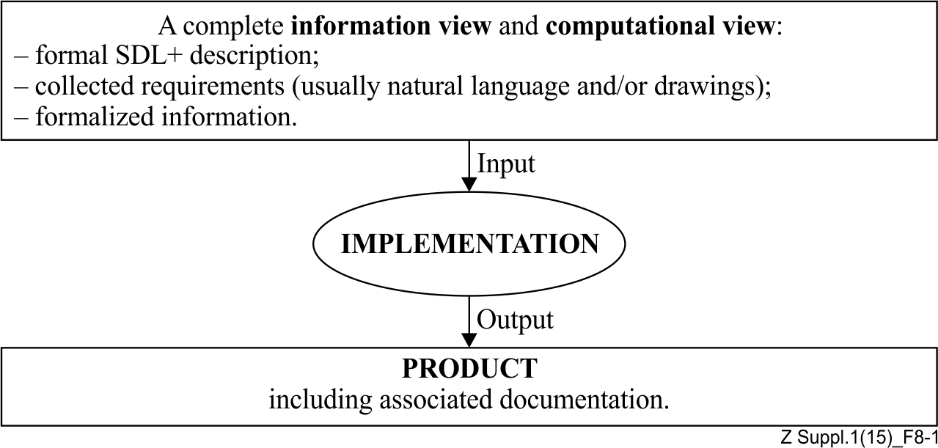 A complete information view and computational view:
– formal SDL+ description;
– collected requirements (usually natural language and/or drawings);
– formalized information.
Input
IMPLEMENTATION
Output
PRODUCT
including associated documentation.
Z Suppl.1(15)_F8-1